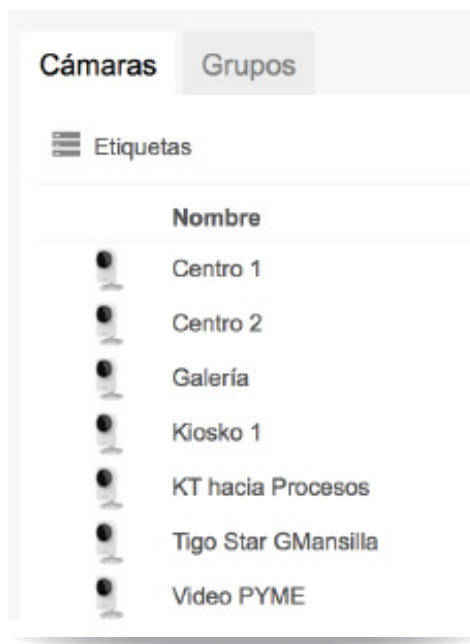 Cámaras Grupos
Etiquetas
Nombre
Centro 1
Centro 2
Galería
Kiosko 1
KT hacia Procesos
Tigo Star GMansilla
Video PYME